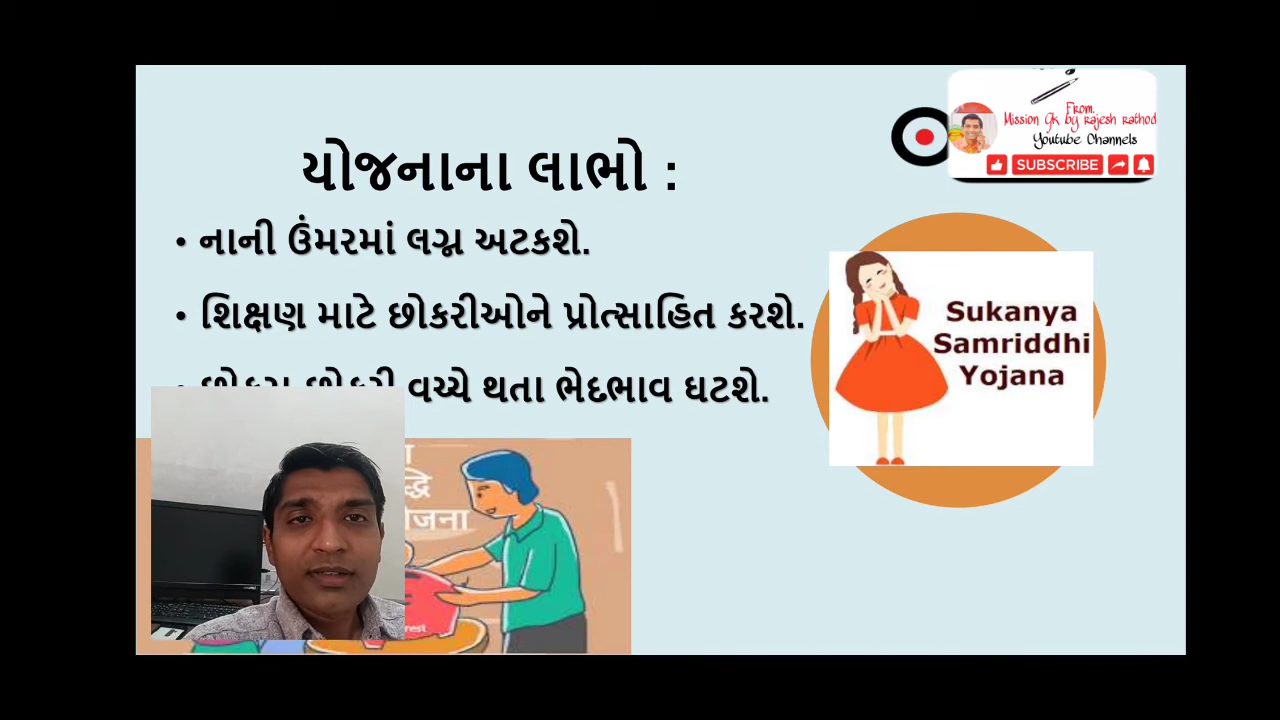 From
Mission Gk by rajesh rathod
Youtube Channels
SUBSCRIBE
યોજનાના લાભો :
• નાની ઉંમરમાં લગ્ન અટકશે.
• શિક્ષણ માટે છોકરીઓને પ્રોત્સાહિત કરશે.
વચ્ચે થતા ભેદભાવ ઘટશે.
Sukanya
Samriddhi
Yojana